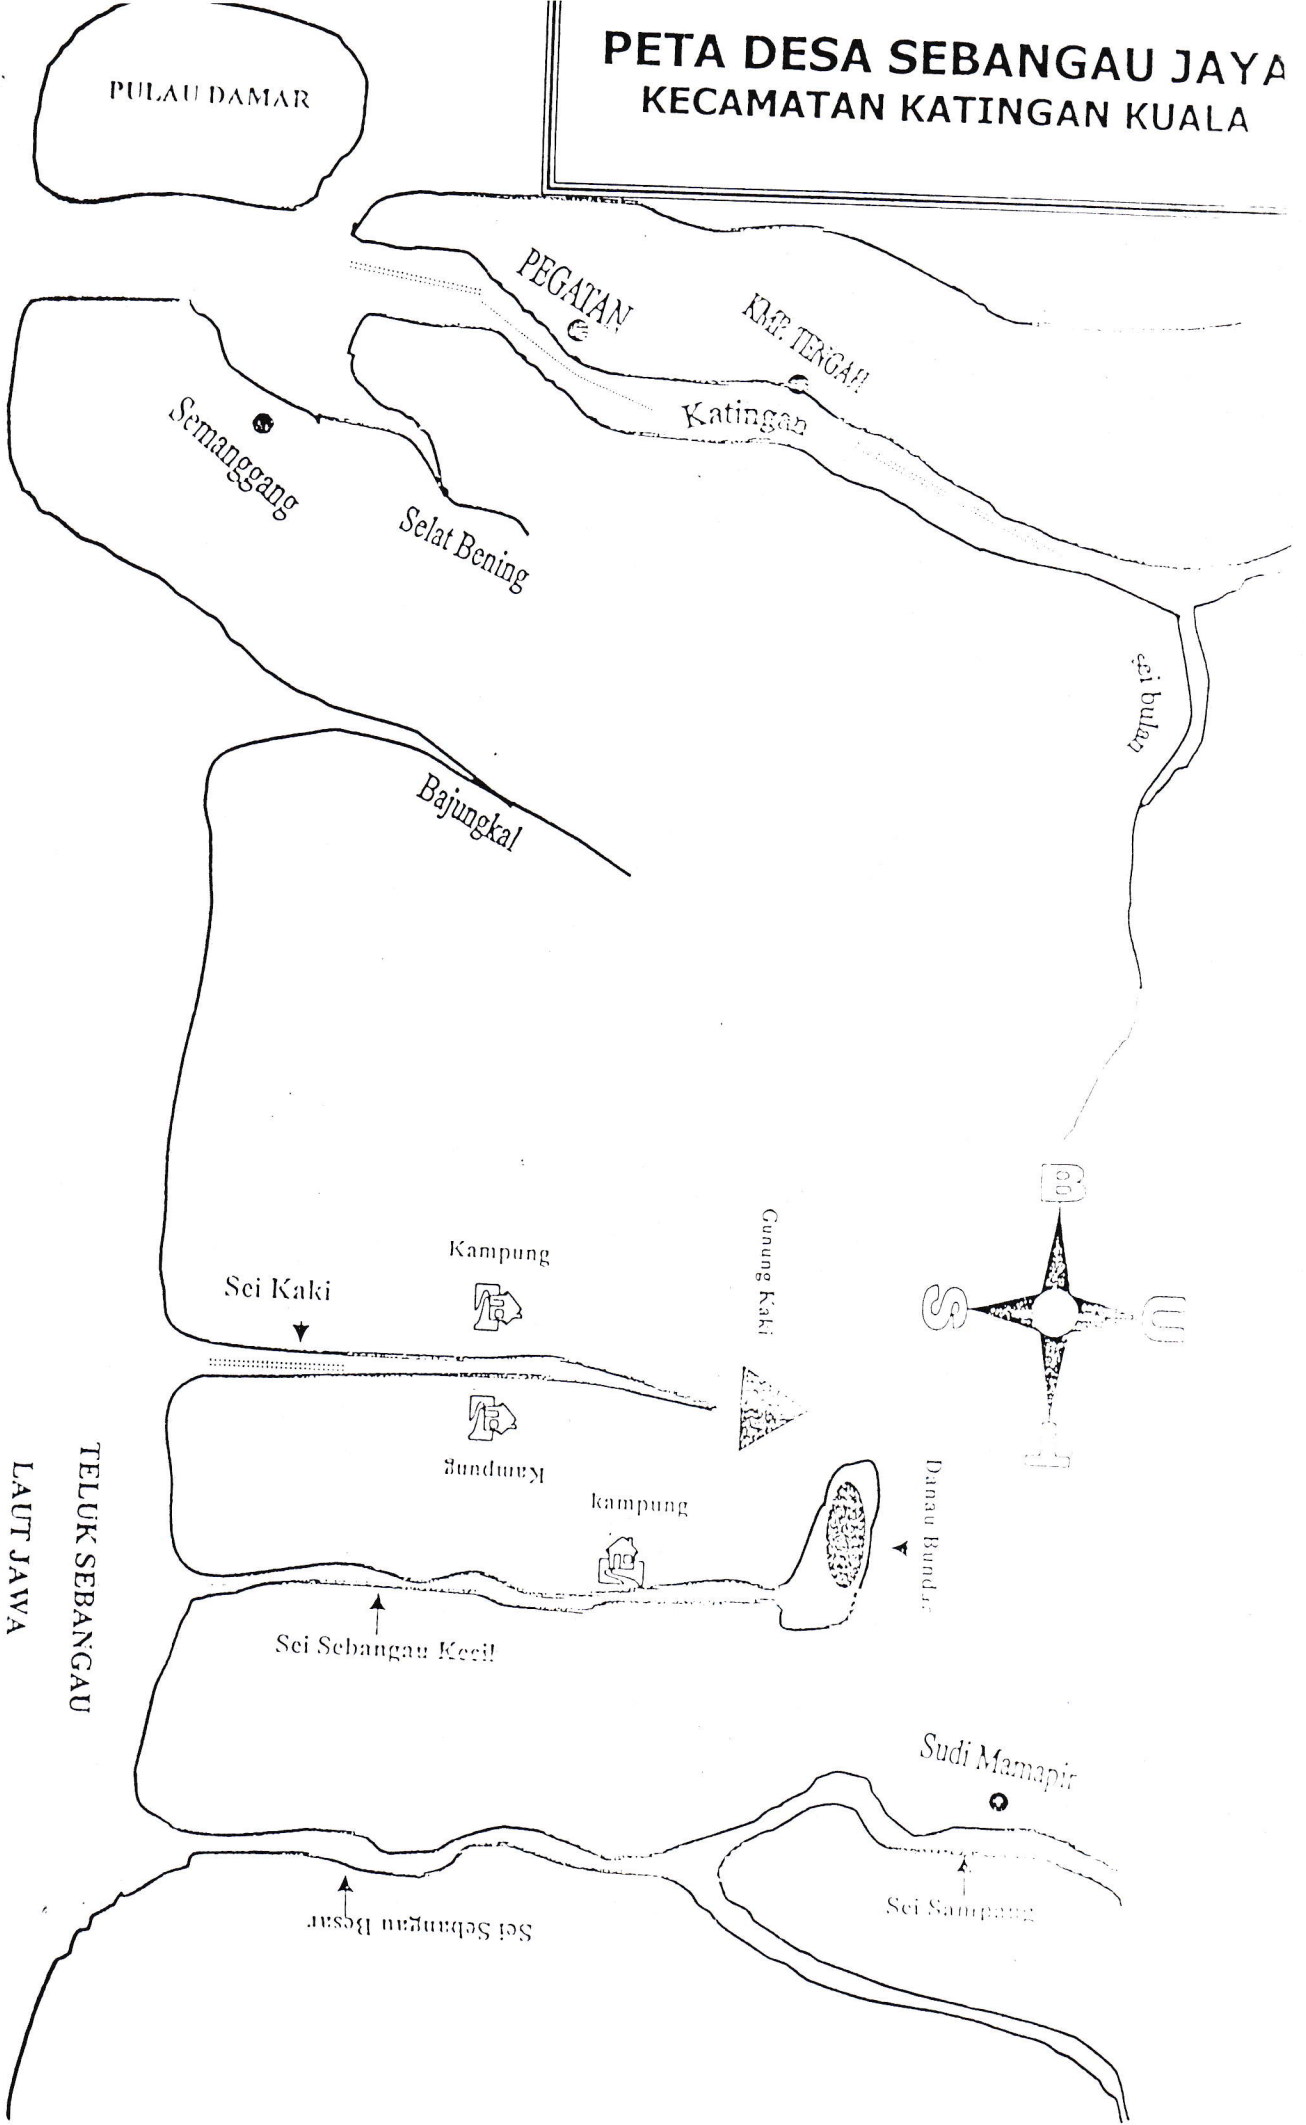 PETA DESA SEBANGAU JAYA
KECAMATAN KATINGAN KUALA
PULAU DAMAR
PEGATAN
KMP. TENGAH
Katingan
Semanggang
Selat Bening
sei bulan
Bajungkal
B
U
S
T
Gunung Kaki
Kampung
Sei Kaki
Kampung
kampung
Danau Bundar
TELUK SEBANGAU
LAUT JAWA
Sei Sebangau Kecil
Sudi Mamapir
Sei Sampang
Sei Sebangau Besar